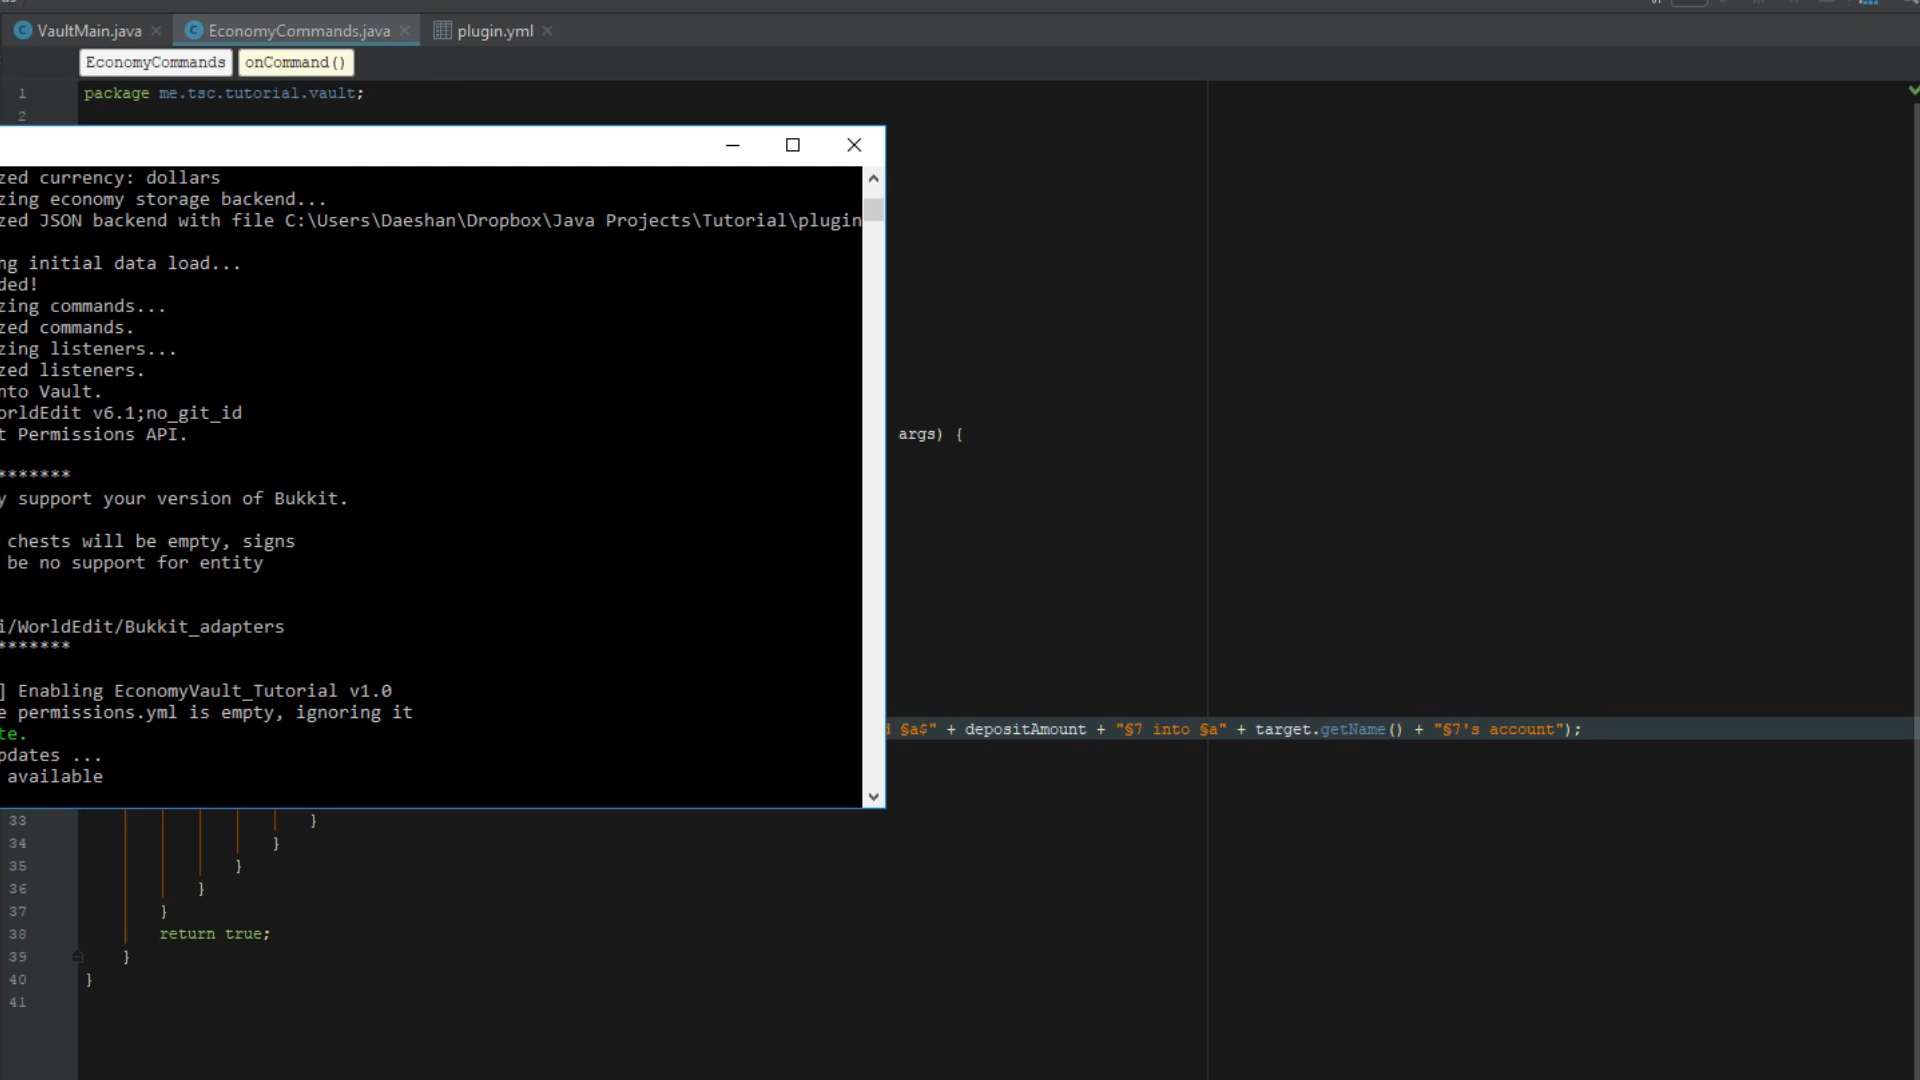 VaultMain.java
EconomyCommands.java
plugin.yml
EconomyCommands
onCommand()
1
package me.tsc.tutorial.vault;
2
zed currency: dollars
zing economy storage backend...
zed JSON backend with file C:\Users\Daeshan\Dropbox\Java Projects\Tutorial\plugin
ng initial data load...
ded!
zing commands...
zed commands.
zing listeners...
zed listeners.
nto Vault.
orldEdit v6.1;no_git_id
t Permissions API.
*******
y support your version of Bukkit.
chests will be empty, signs
be no support for entity
i/WorldEdit/Bukkit_adapters
*******
] Enabling EconomyVault_Tutorial v1.0
e permissions.yml is empty, ignoring it
te.
pdates ...
available
args) {
§a$" + depositAmount + "§7 into §a" + target.getName() + "§7's account");
33 }
34 }
35 }
36 }
37 }
38 return true;
39 }
40 }
41